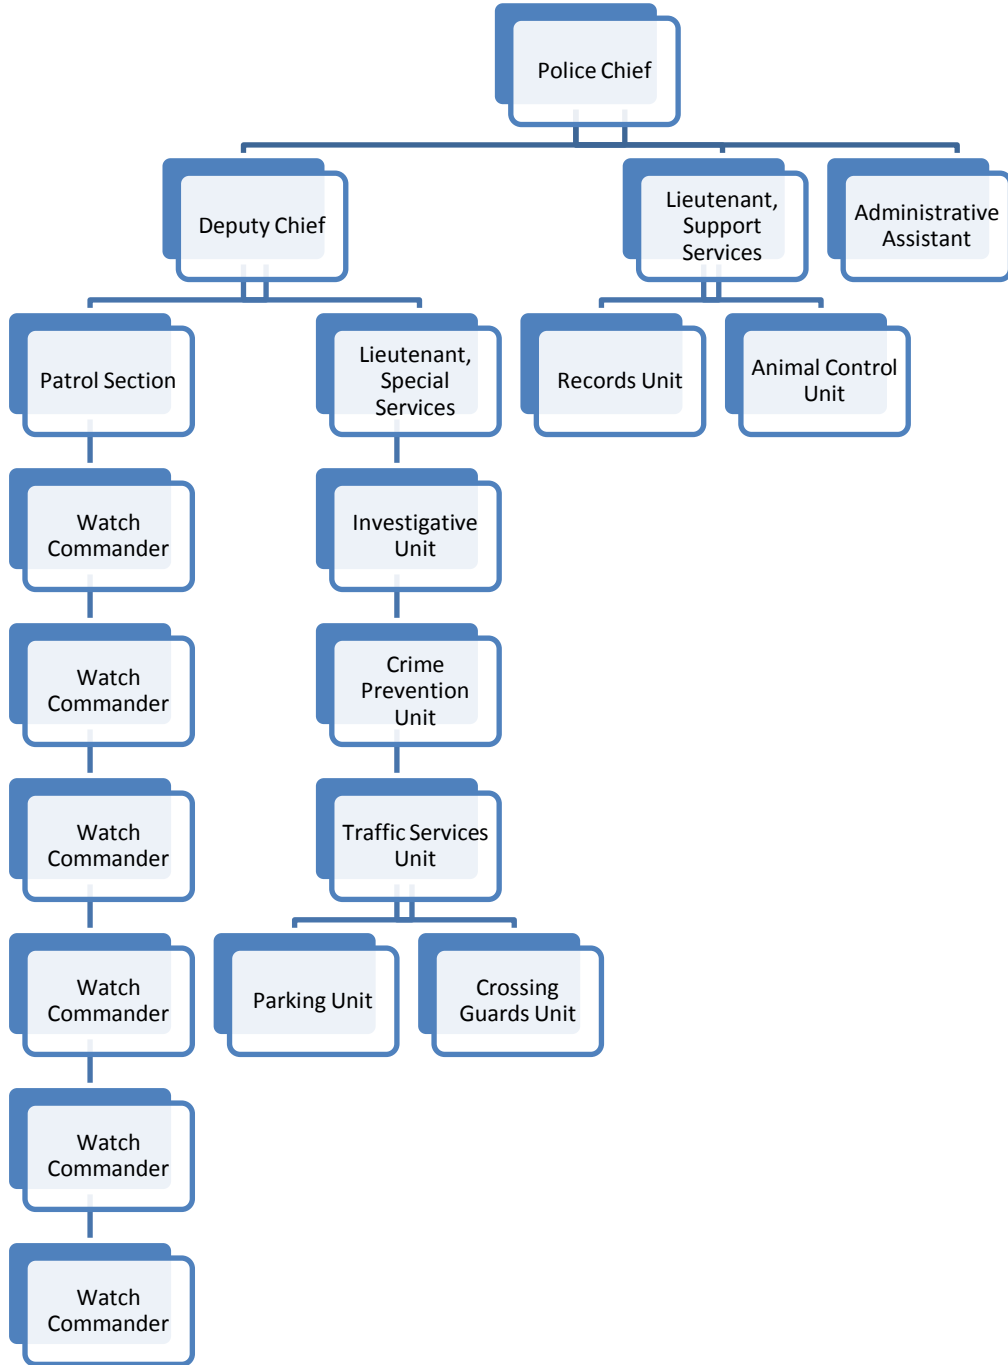 Police Chief
Deputy Chief
Lieutenant,
Support
Services
Administrative
Assistant
Patrol Section
Lieutenant,
Special
Services
Records Unit
Animal Control
Unit
Watch
Commander
Investigative
Unit
Watch
Commander
Crime
Prevention
Unit
Watch
Commander
Traffic Services
Unit
Watch
Commander
Parking Unit
Crossing
Guards Unit
Watch
Commander
Watch
Commander